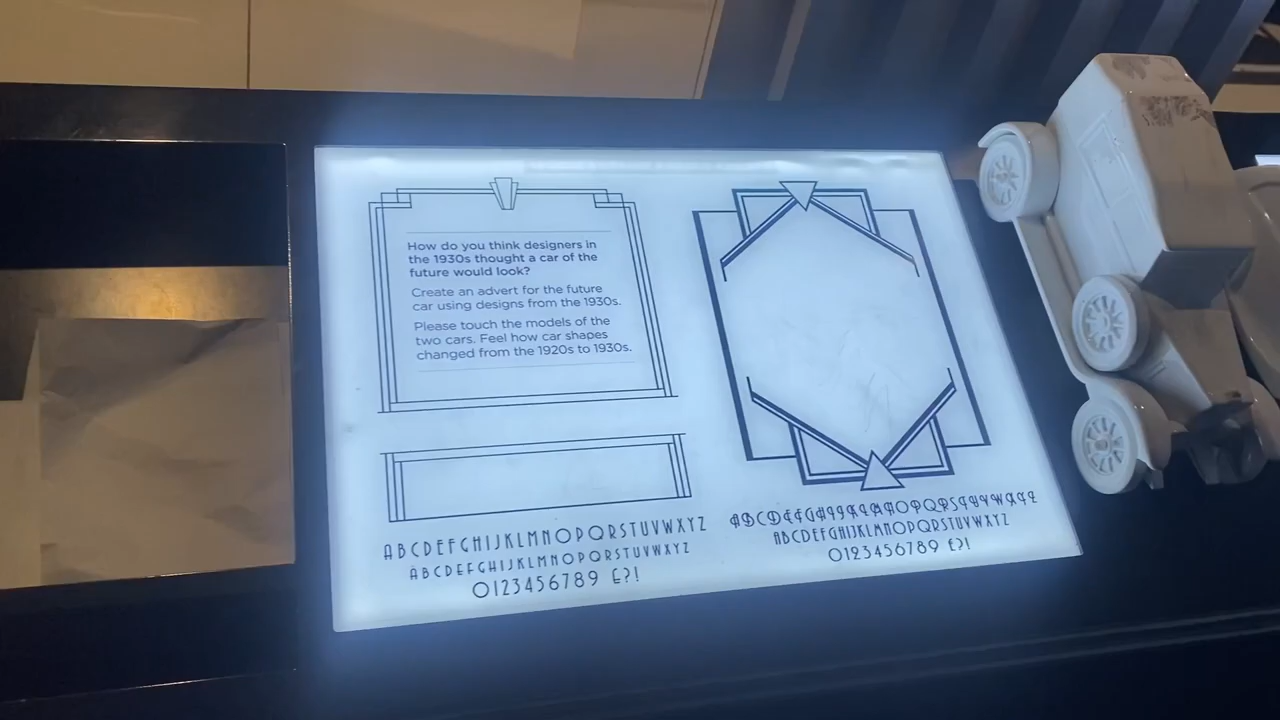 How do you think designers in
the 1930s thought a car of the
future would look?
Create an advert for the future
car using designs from the 1930s.
Please touch the models of the
two cars. Feel how car shapes
changed from the 1920s to 1930s.
ABCDEFGHIJKLMNOPQRSTUVWXYZ
ABCDEFGHIJKLMNOPQRSTUVWXYZ
0123456789 £?!
ABCDEFGHIJKLMNOPQRSTUVWXYZ
ABCDEFGHIJKLMNOPQRSTUVWXYZ
0123456789 £?!